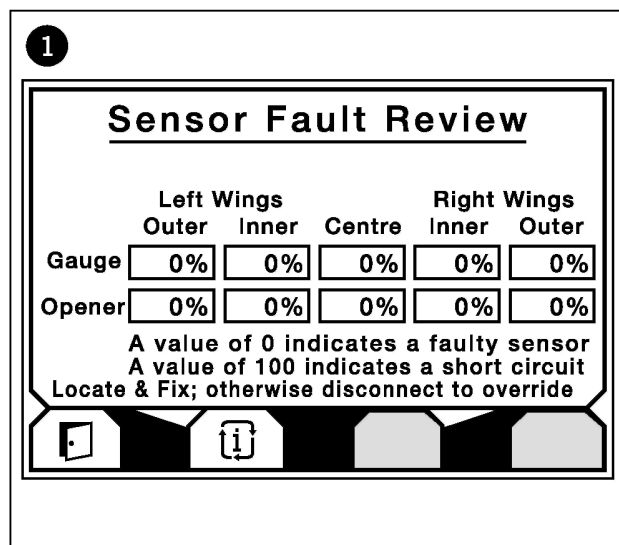 1
Sensor Fault Review
Left Wings Right Wings
Outer Inner Centre Inner Outer
Gauge 0% 0% 0% 0% 0%
Opener 0% 0% 0% 0% 0%
A value of 0 indicates a faulty sensor
A value of 100 indicates a short circuit
Locate & Fix; otherwise disconnect to override
i